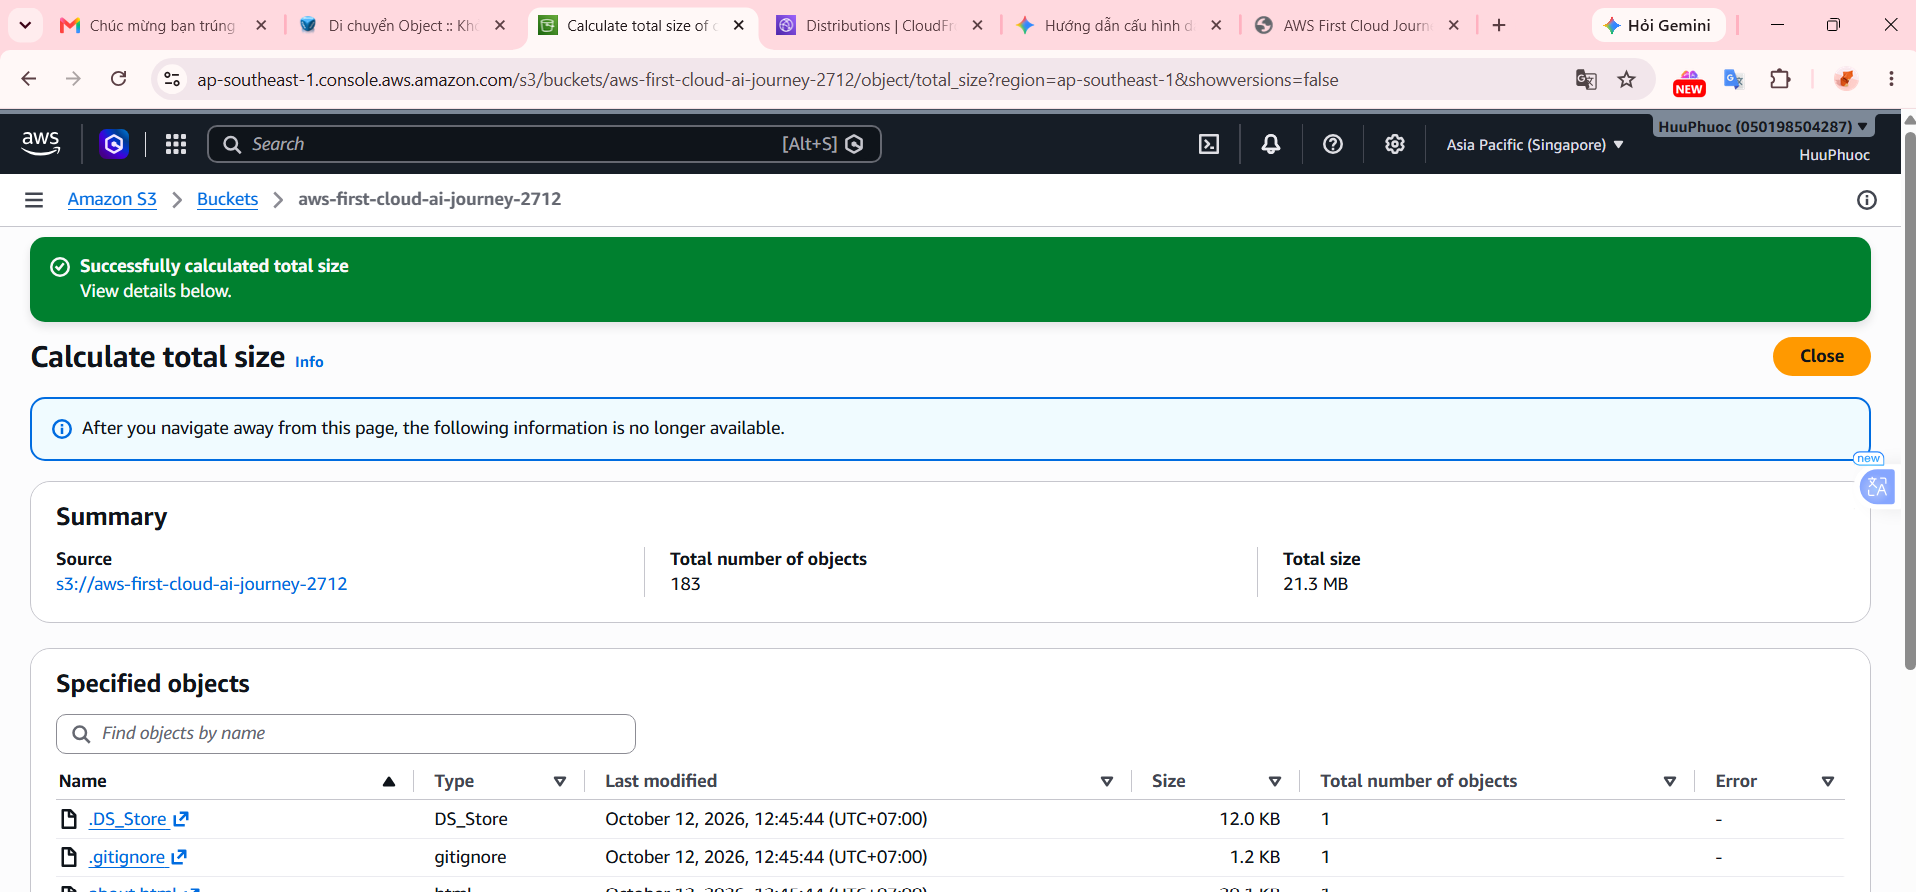 Chúc mừng bạn trúng
Di chuyển Object :: Kho
Calculate total size of o
Distributions | CloudFr
Hướng dẫn cấu hình d
AWS First Cloud Journ
Hỏi Gemini
ap-southeast-1.console.aws.amazon.com/s3/buckets/aws-first-cloud-ai-journey-2712/object/total_size?region=ap-southeast-1&showversions=false
NEW
aws
Search
[Alt+S]
Asia Pacific (Singapore)
HuuPhuoc (050198504287)
HuuPhuoc
Amazon S3
Buckets
aws-first-cloud-ai-journey-2712
Successfully calculated total size
View details below.
Calculate total size Info
Close
After you navigate away from this page, the following information is no longer available.
new
Summary
Source
s3://aws-first-cloud-ai-journey-2712
Total number of objects
183
Total size
21.3 MB
Specified objects
Find objects by name
Name Type Last modified Size Total number of objects Error
.DS_Store DS_Store October 12, 2026, 12:45:44 (UTC+07:00) 12.0 KB 1 -
.gitignore gitignore October 12, 2026, 12:45:44 (UTC+07:00) 1.2 KB 1 -